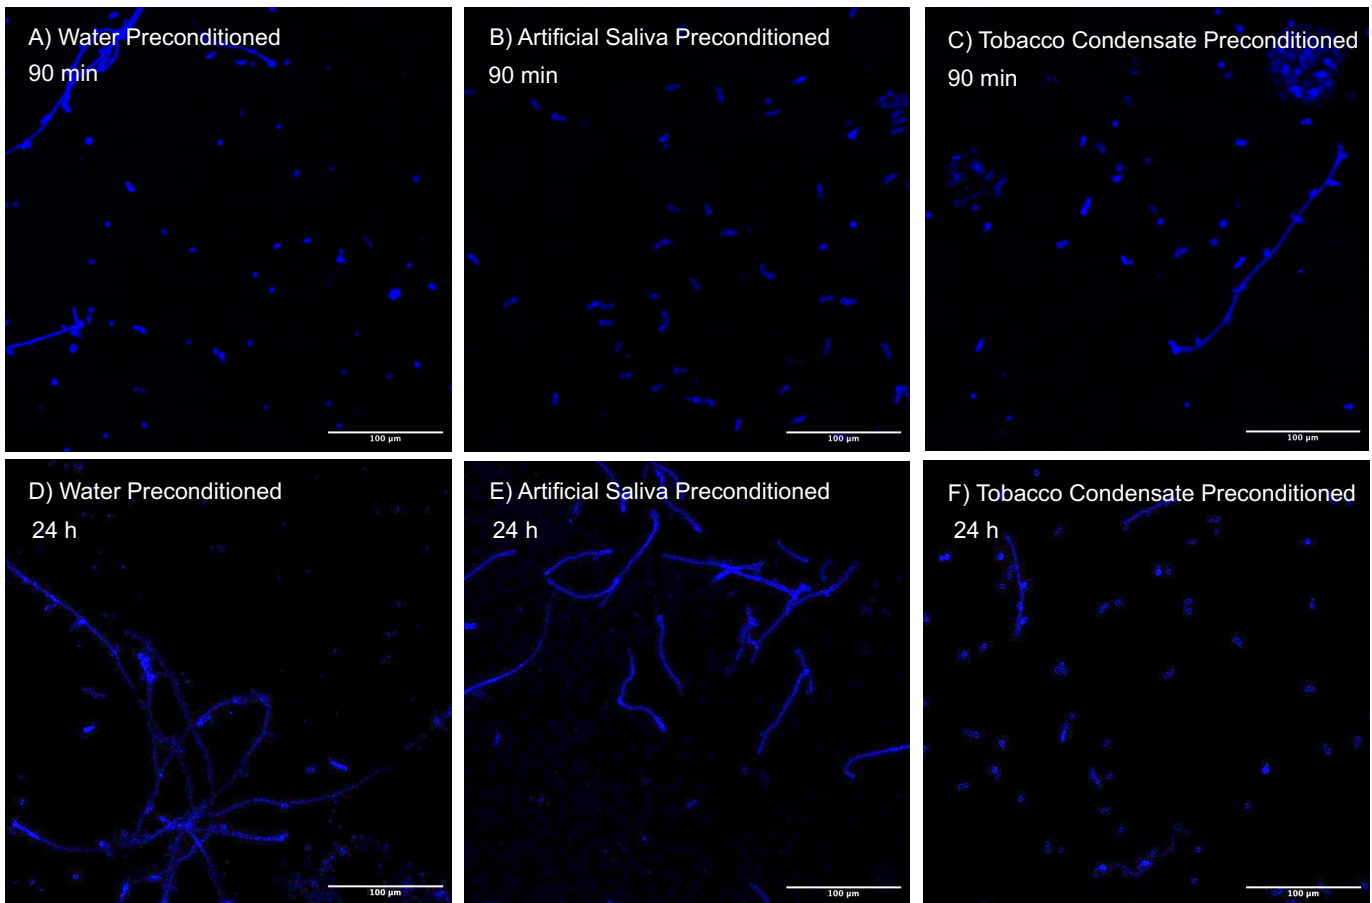 A) Water Preconditioned
90 min
100 µm
B) Artificial Saliva Preconditioned
90 min
100 µm
C) Tobacco Condensate Preconditioned
90 min
100 µm
D) Water Preconditioned
24 h
100 µm
E) Artificial Saliva Preconditioned
24 h
100 µm
F) Tobacco Condensate Preconditioned
24 h
100 µm